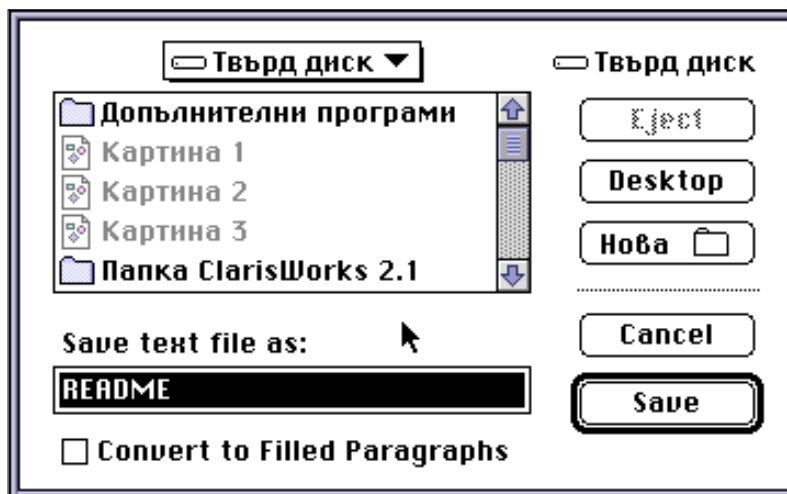 Твърд диск
Твърд диск
Допълнителни програми
Картина 1
Картина 2
Картина 3
Папка ClarisWorks 2.1
Eject
Desktop
Нова
Save text file as:
README
Convert to Filled Paragraphs
Cancel
Save